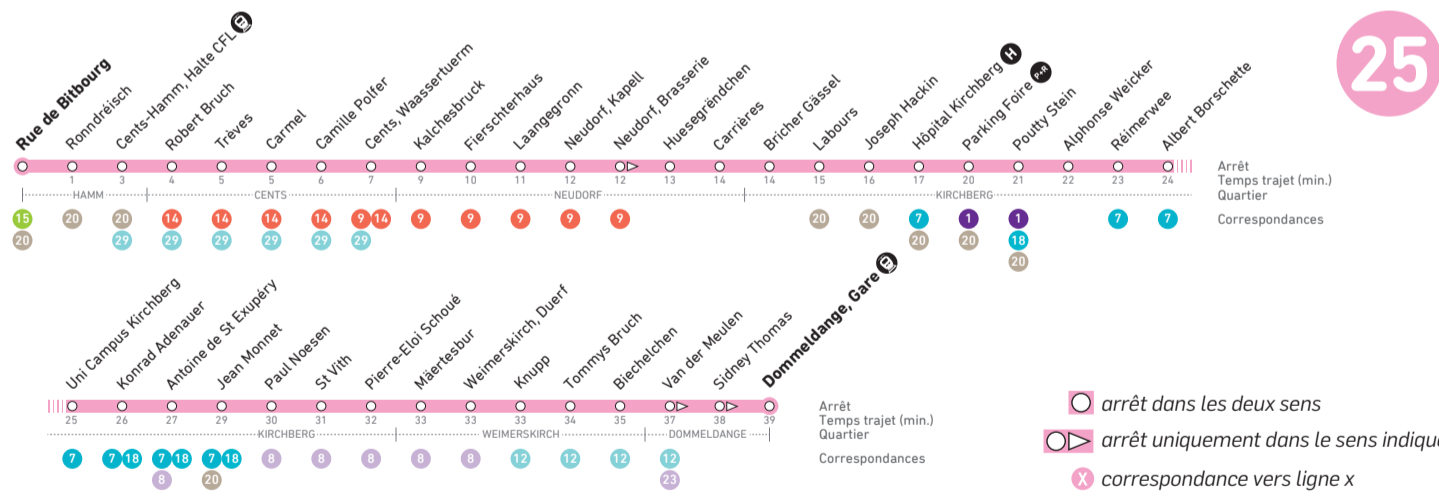 25
Rue de Bitbourg
Ronndréisch
Cents-Hamm, Halte CFL
Robert Bruch
Trèves
Carmel
Camille Polfer
Cents, Waassertuerm
Kalchesbruck
Fierschterhaus
Laangegronn
Neudorf, Kapell
Neudorf, Brasserie
Huesegrëndchen
Carrières
Bricher Gässel
Labours
Joseph Hackin
Hôpital Kirchberg H
Parking Foire P+R
Poutty Stein
Alphonse Weicker
Réimerwee
Albert Borschette
Arrêt
1 3 4 5 5 6 7 9 10 11 12 12 13 14 14 15 16 17 20 21 22 23 24 Temps trajet (min.)
HAMM CENTS NEUDORF KIRCHBERG Quartier
15 20 20 14 14 14 14 9 14 9 9 9 9 9 20 20 7 1 1 7 7 Correspondances
20 29 29 29 29 29 29 20 20 18
20
Uni Campus Kirchberg
Konrad Adenauer
Antoine de St Exupéry
Jean Monnet
Paul Noesen
St Vith
Pierre-Eloi Schoué
Mäertesbur
Weimerskirch, Duerf
Knupp
Tommys Bruch
Biechelchen
Van der Meulen
Sidney Thomas
Dommeldange, Gare
Arrêt
25 26 27 29 30 31 32 33 33 33 34 35 37 38 39 Temps trajet (min.)
KIRCHBERG WEIMERSKIRCH DOMMELDANGE Quartier
7 7 18 7 18 7 18 8 8 8 8 8 12 12 12 12 Correspondances
8 20 23
arrêt dans les deux sens
arrêt uniquement dans le sens indiqu
X correspondance vers ligne x